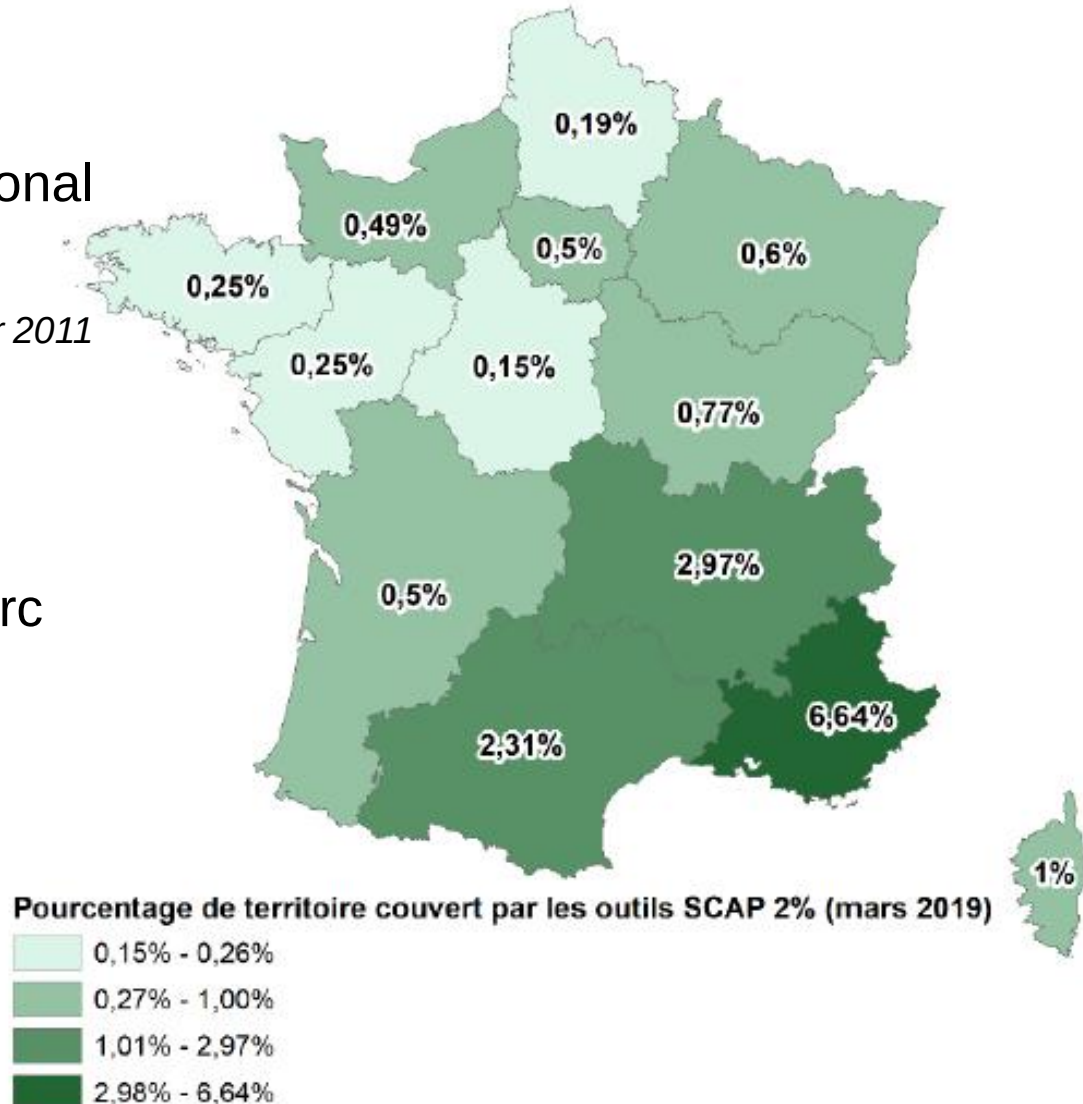 0,19%
onal
0,49%
0,5%
0,6%
0,25%
r 2011
0,25%
0,15%
0,77%
2,97%
0,5%
rc
6,64%
2,31%
1%
Pourcentage de territoire couvert par les outils SCAP 2% (mars 2019)
0,15% - 0,26%
0,27% - 1,00%
1,01% - 2,97%
2,98% - 6,64%